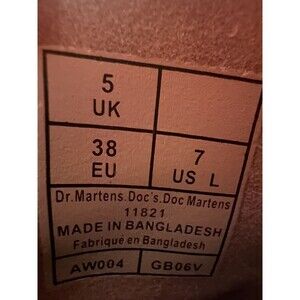 5
UK
38
EU
7
US L
Dr.Martens.Doc's.Doc Martens
11821
MADE IN BANGLADESH
Fabrique en Bangladesh
AW004 GB06V